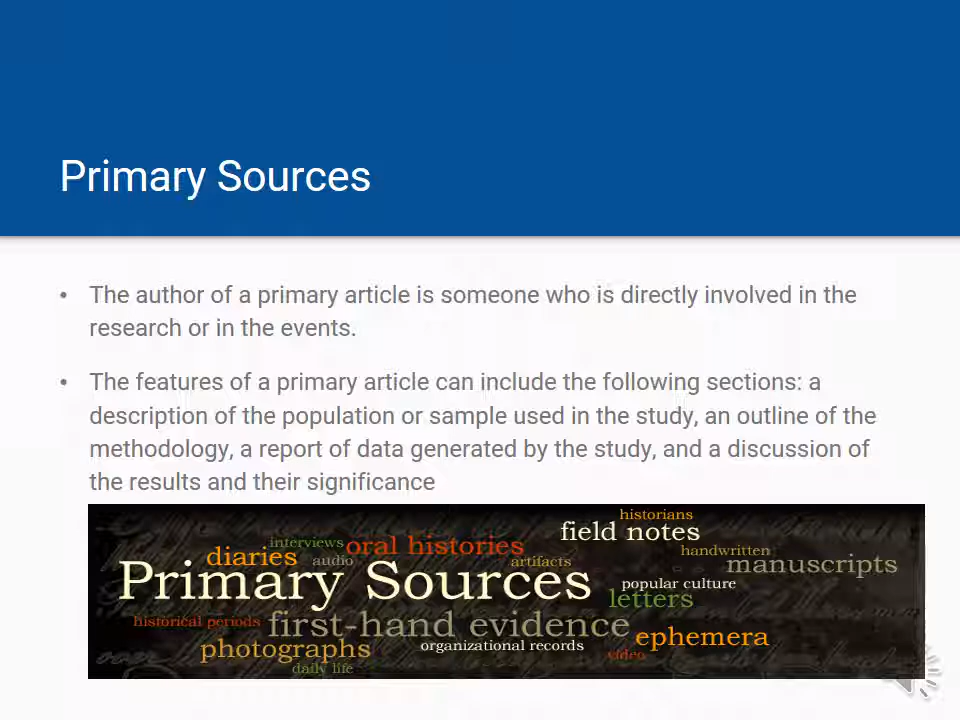 Primary Sources
• The author of a primary article is someone who is directly involved in the
research or in the events.
• The features of a primary article can include the following sections: a
description of the population or sample used in the study, an outline of the
methodology, a report of data generated by the study, and a discussion of
the results and their significance
historians
field notes
interviews oral histories
diaries audio artifacts handwritten
manuscripts
Primary Sources popular culture
letters
historical periods first-hand evidence
ephemera
photographs organizational records video
daily life